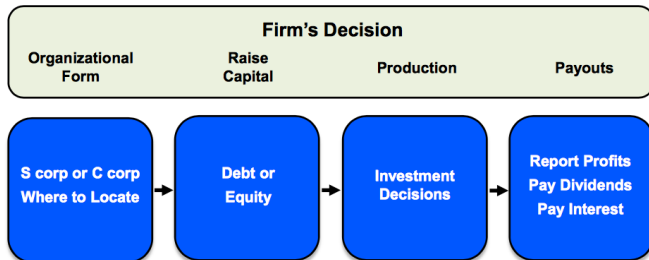 Firm's Decision
Organizational
Form
Raise
Capital
Production
Payouts
S corp or C corp
Where to Locate
Debt or
Equity
Investment
Decisions
Report Profits
Pay Dividends
Pay Interest